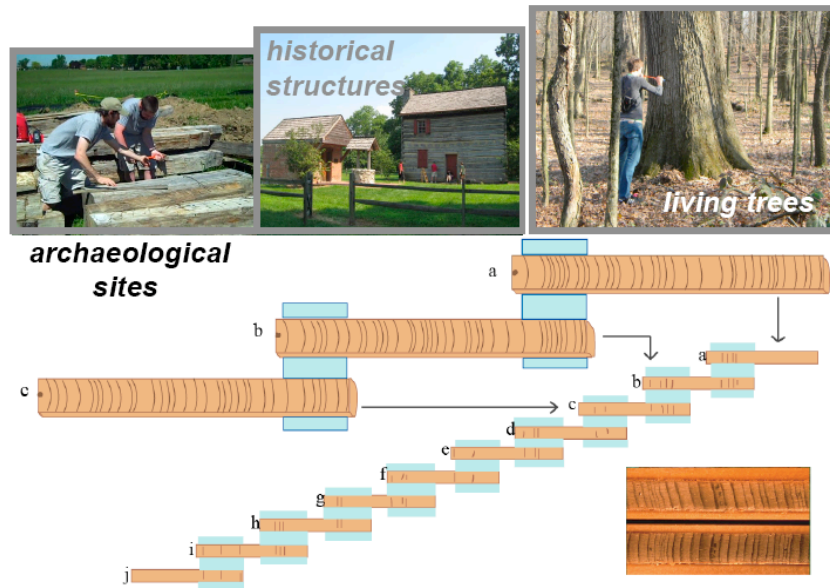 historical
structures
living trees
archaeological
sites
a
b
c
a
b
c
d
e
f
g
h
i
j